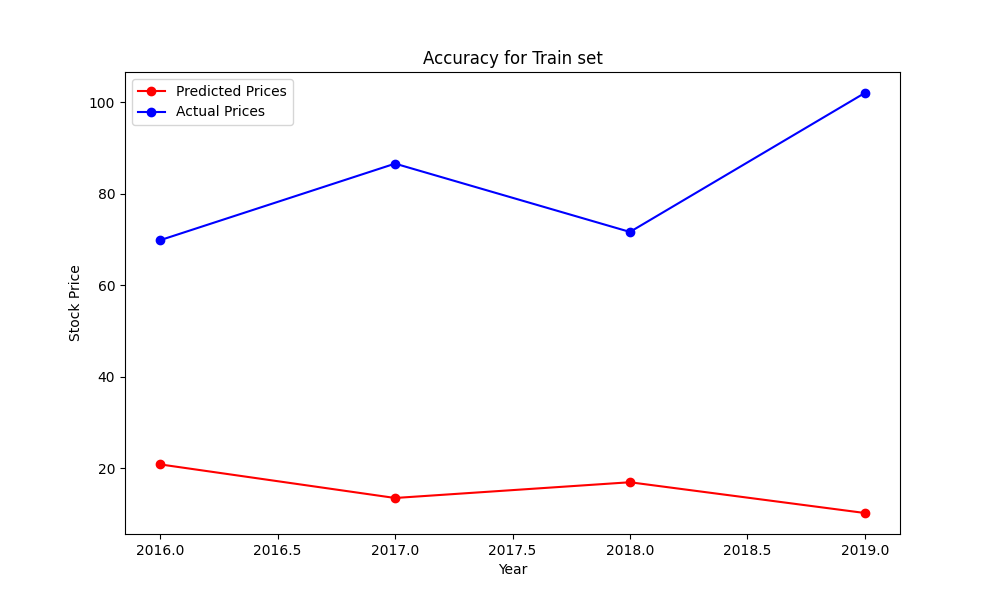 Accuracy for Train set
Predicted Prices
Actual Prices
100
80
60
40
20
Stock Price
2016.0 2016.5 2017.0 2017.5 2018.0 2018.5 2019.0
Year